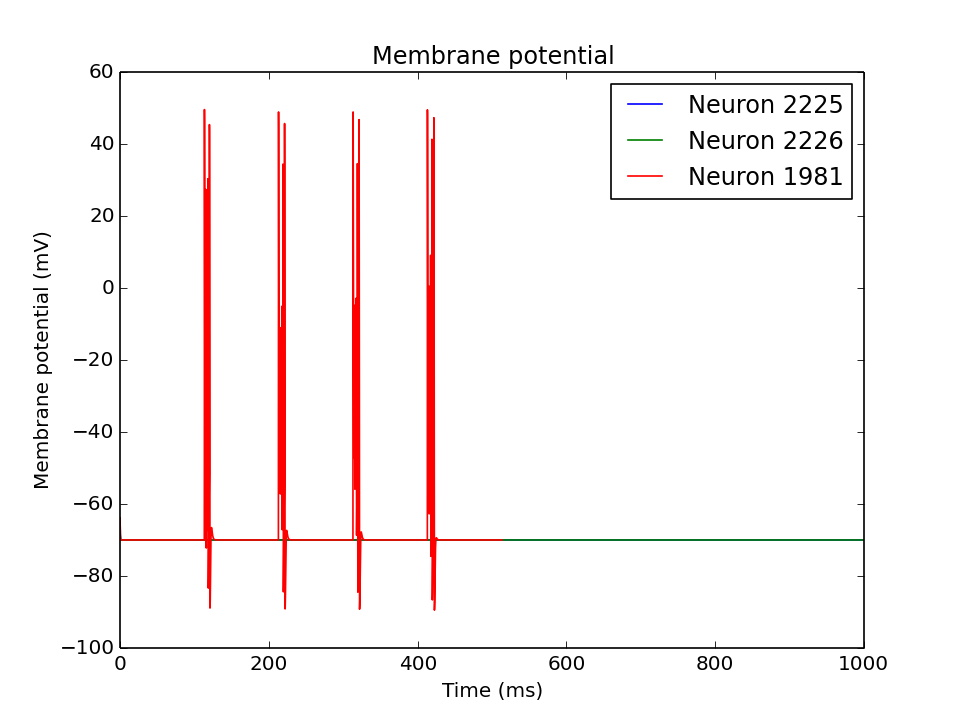 Membrane potential
60
40
20
0
−20
−40
−60
−80
−100
Membrane potential (mV)
Neuron 2225
Neuron 2226
Neuron 1981
0 200 400 600 800 1000
Time (ms)